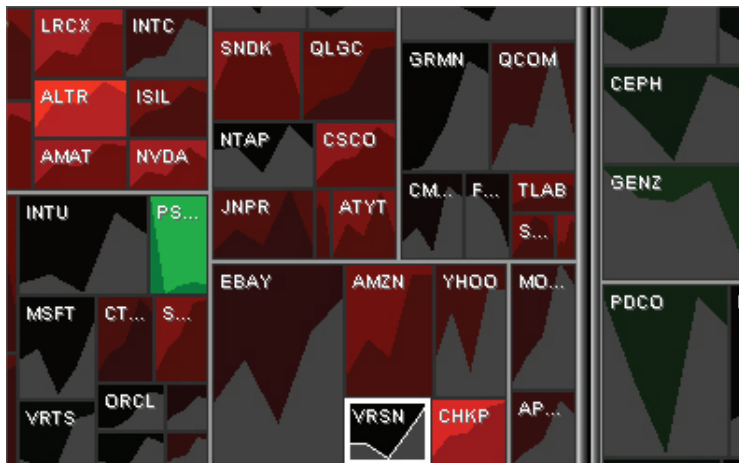 LRCX
INTC
ALTR
ISIL
AMAT
NVDA
SNDK
QLGC
NTAP
CSCO
JNPR
ATYT
GRMN
QCOM
CM...
F...
TLAB
S...
CEPH
GENZ
INTU
PS...
MSFT
CT...
S...
VRTS
ORCL
EBAY
AMZN
YHOO
MO...
VRSN
CHKP
AP...
PDCO